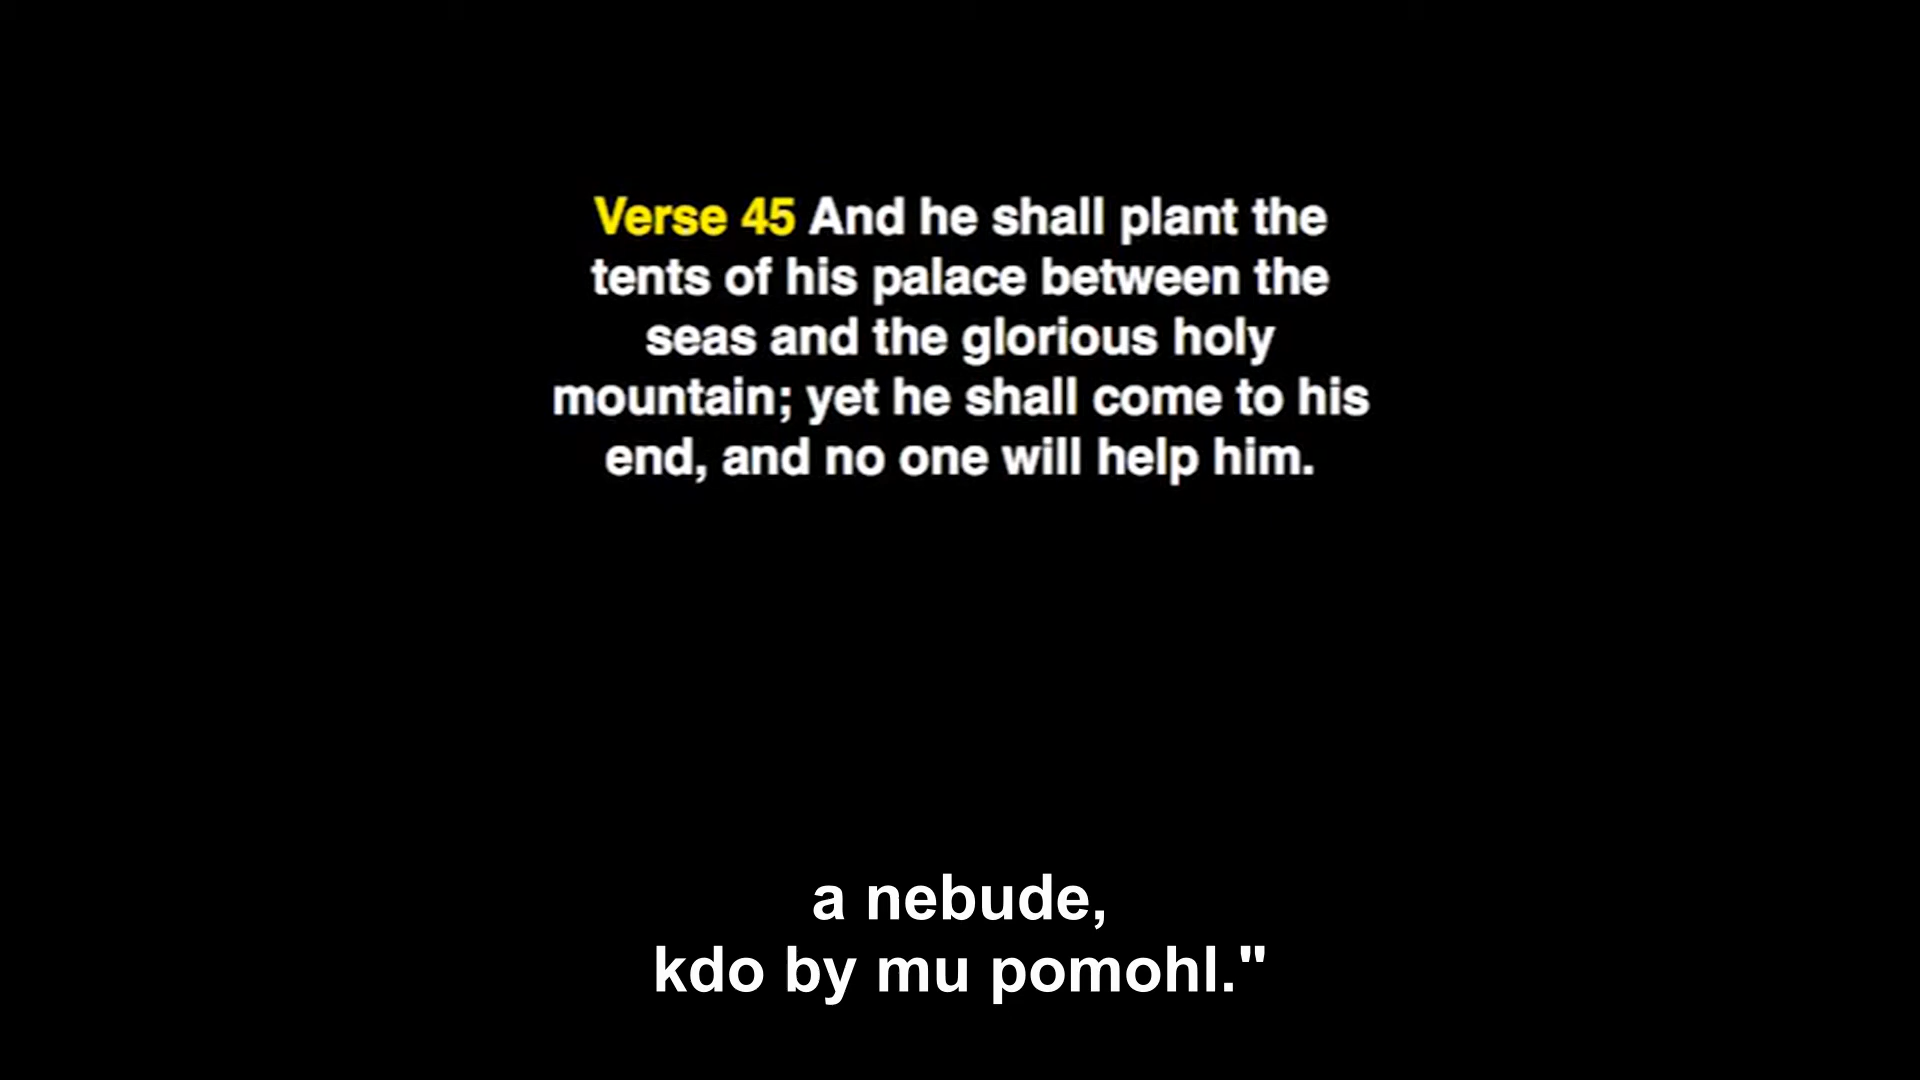 Verse 45 And he shall plant the
tents of his palace between the
seas and the glorious holy
mountain; yet he shall come to his
end, and no one will help him.
a nebude,
kdo by mu pomohl."